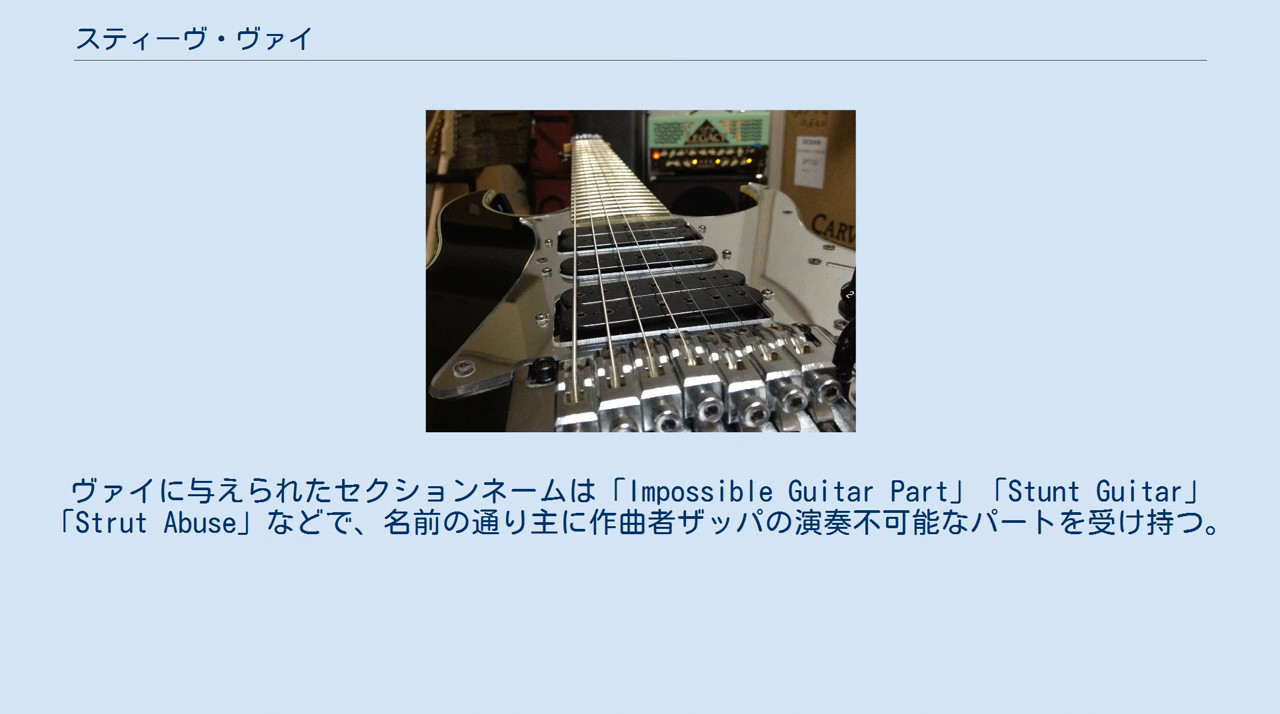 スティーヴ・ヴァイ
LEGACY
CARV
2
ヴァイに与えられたセクションネームは「Impossible Guitar Part」「Stunt Guitar」
「Strut Abuse」などで、名前の通り主に作曲者ザッパの演奏不可能なパートを受け持つ。